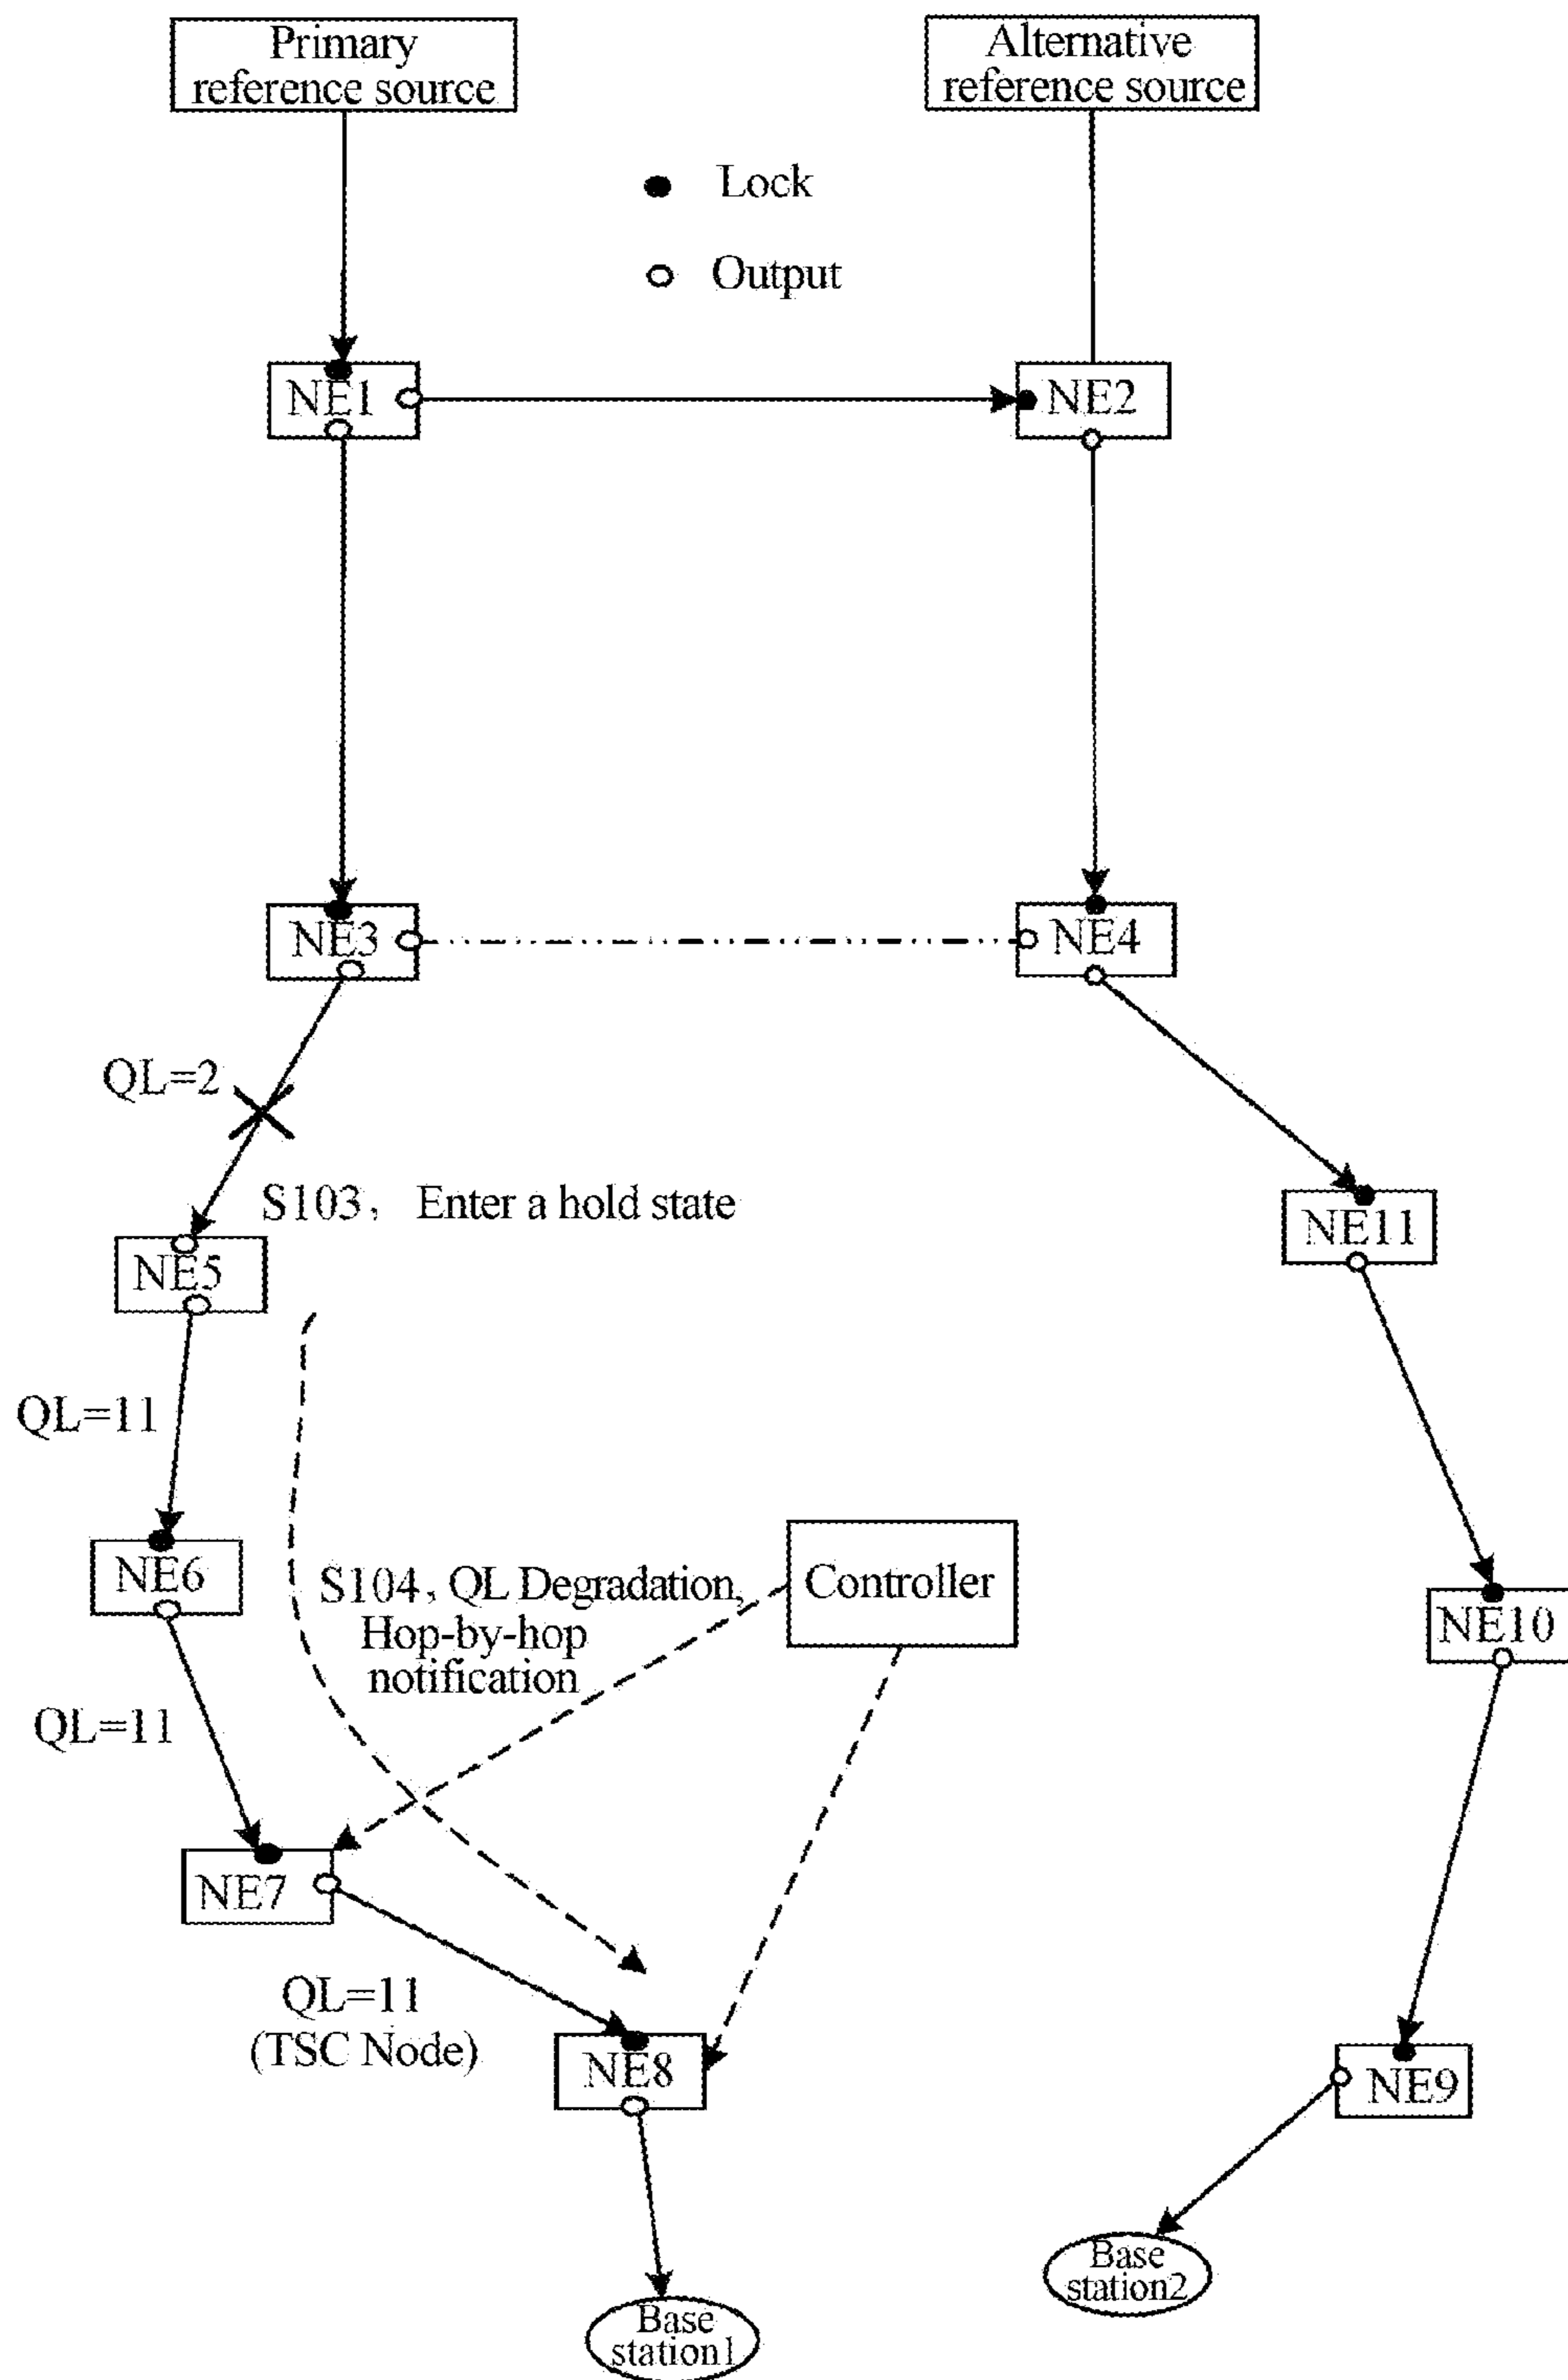 Primary
reference source
Alternative
reference source
Lock
Output
NE1
NE2
NE3
NE4
QL=2
S103, Enter a hold state
NE11
NE5
QL=11
NE6
S104, QL Degradation,
Hop-by-hop
notification
Controller
NE10
QL=11
NE7
QL=11
(TSC Node)
NE8
NE9
Base
station2
Base
station1